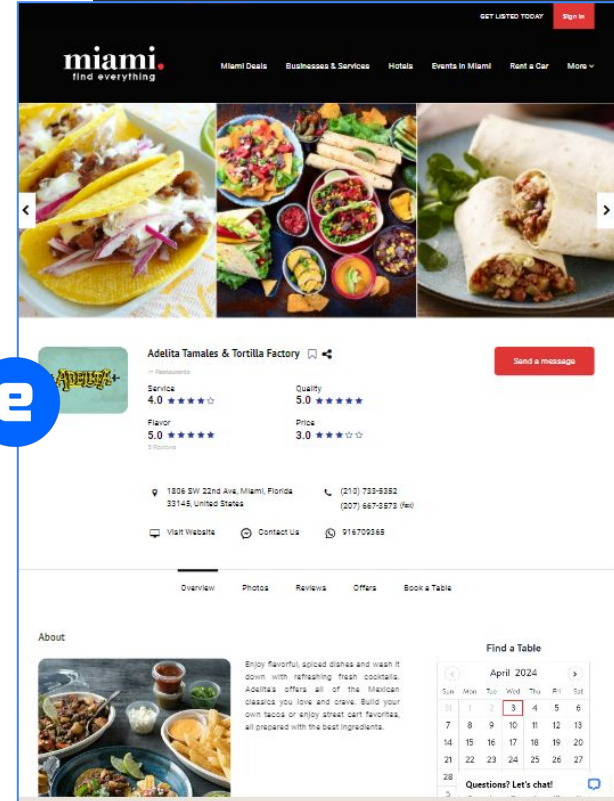 GET LISTED TODAY
Sign in
miami.
find everything
Miami Deals
Businesses & Services
Hotels
Events in Miami
Rent a Car
More
Adelita Tamales & Tortilla Factory
Send a message
ADELITA
e
in Restaurants
Service
Quality
4.0
5.0
Flavor
Price
5.0
3.0
3 Reviews
1806 SW 22nd Ave, Miami, Florida
33145, United States
(210) 733-5352
(207) 667-3573 (fax)
Visit Website
Contact Us
916709365
Overview
Photos
Reviews
Offers
Book a Table
About
Enjoy flavorful, spiced dishes and wash it
down with refreshing fresh cocktails.
Adelitas offers all of the Mexican
classics you love and crave. Build your
own tacos or enjoy street cart favorites,
all prepared with the best ingredients.
Find a Table
April 2024
Sun Mon Tue Wed Thu Fri Sat
31 1 2 3 4 5 6
7 8 9 10 11 12 13
14 15 16 17 18 19 20
21 22 23 24 25 26 27
28
Questions? Let's chat!
5